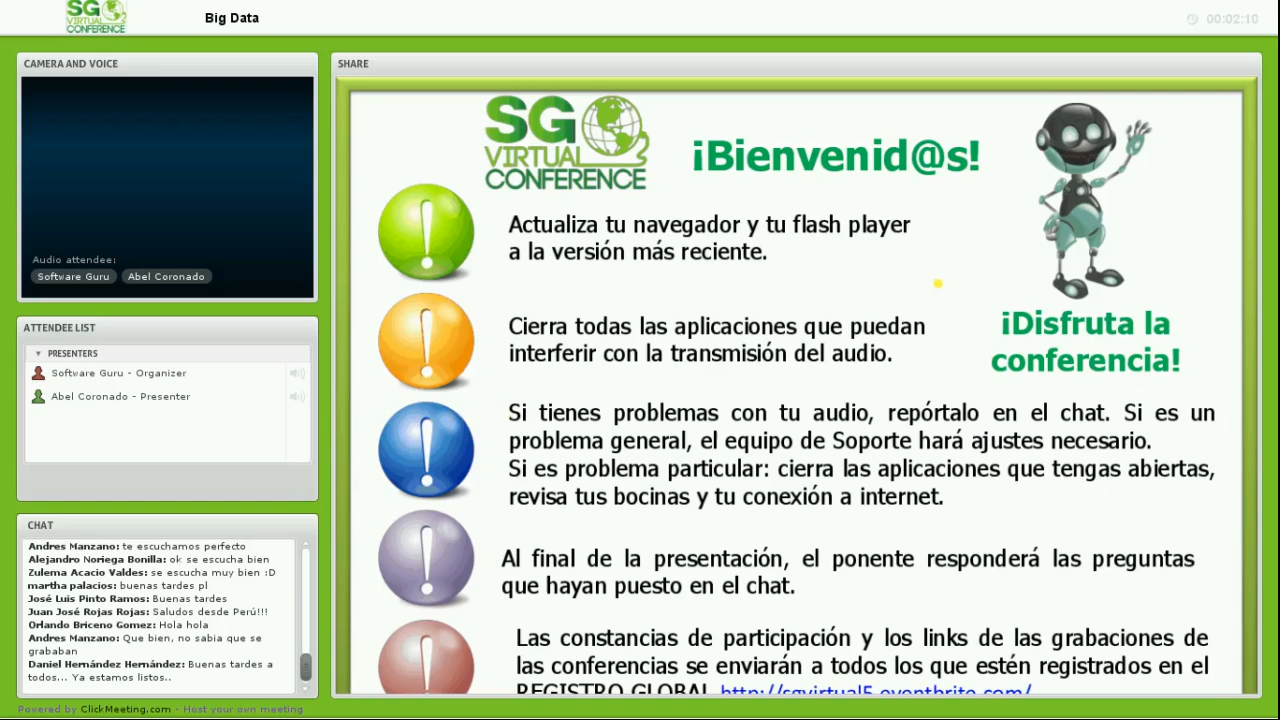 SG
VIRTUAL
CONFERENCE
Big Data
00:02:10
CAMERA AND VOICE
Audio attendee:
Software Guru
Abel Coronado
ATTENDEE LIST
PRESENTERS
Software Guru - Organizer
Abel Coronado - Presenter
CHAT
Andres Manzano: te escuchamos perfecto
Alejandro Noriega Bonilla: ok se escucha bien
Zulema Acacio Valdes: se escucha muy bien :D
martha palacios: buenas tardes pl
José Luis Pinto Ramos: Buenas tardes
Juan José Rojas Rojas: Saludos desde Perú!!!
Orlando Briceno Gomez: Hola hola
Andres Manzano: Que bien, no sabia que se
grababan
Daniel Hernández Hernández: Buenas tardes a
todos... Ya estamos listos..
Powered by ClickMeeting.com - Host your own meeting
SHARE
SG
VIRTUAL
CONFERENCE
¡Bienvenid@s!
Actualiza tu navegador y tu flash player
a la versión más reciente.
Cierra todas las aplicaciones que puedan
interferir con la transmisión del audio.
¡Disfruta la
conferencia!
Si tienes problemas con tu audio, repórtalo en el chat. Si es un
problema general, el equipo de Soporte hará ajustes necesario.
Si es problema particular: cierra las aplicaciones que tengas abiertas,
revisa tus bocinas y tu conexión a internet.
Al final de la presentación, el ponente responderá las preguntas
que hayan puesto en el chat.
Las constancias de participación y los links de las grabaciones de
las conferencias se enviarán a todos los que estén registrados en el
REGISTRO GLOBAL http://sgvirtual5.eventbrite.com/